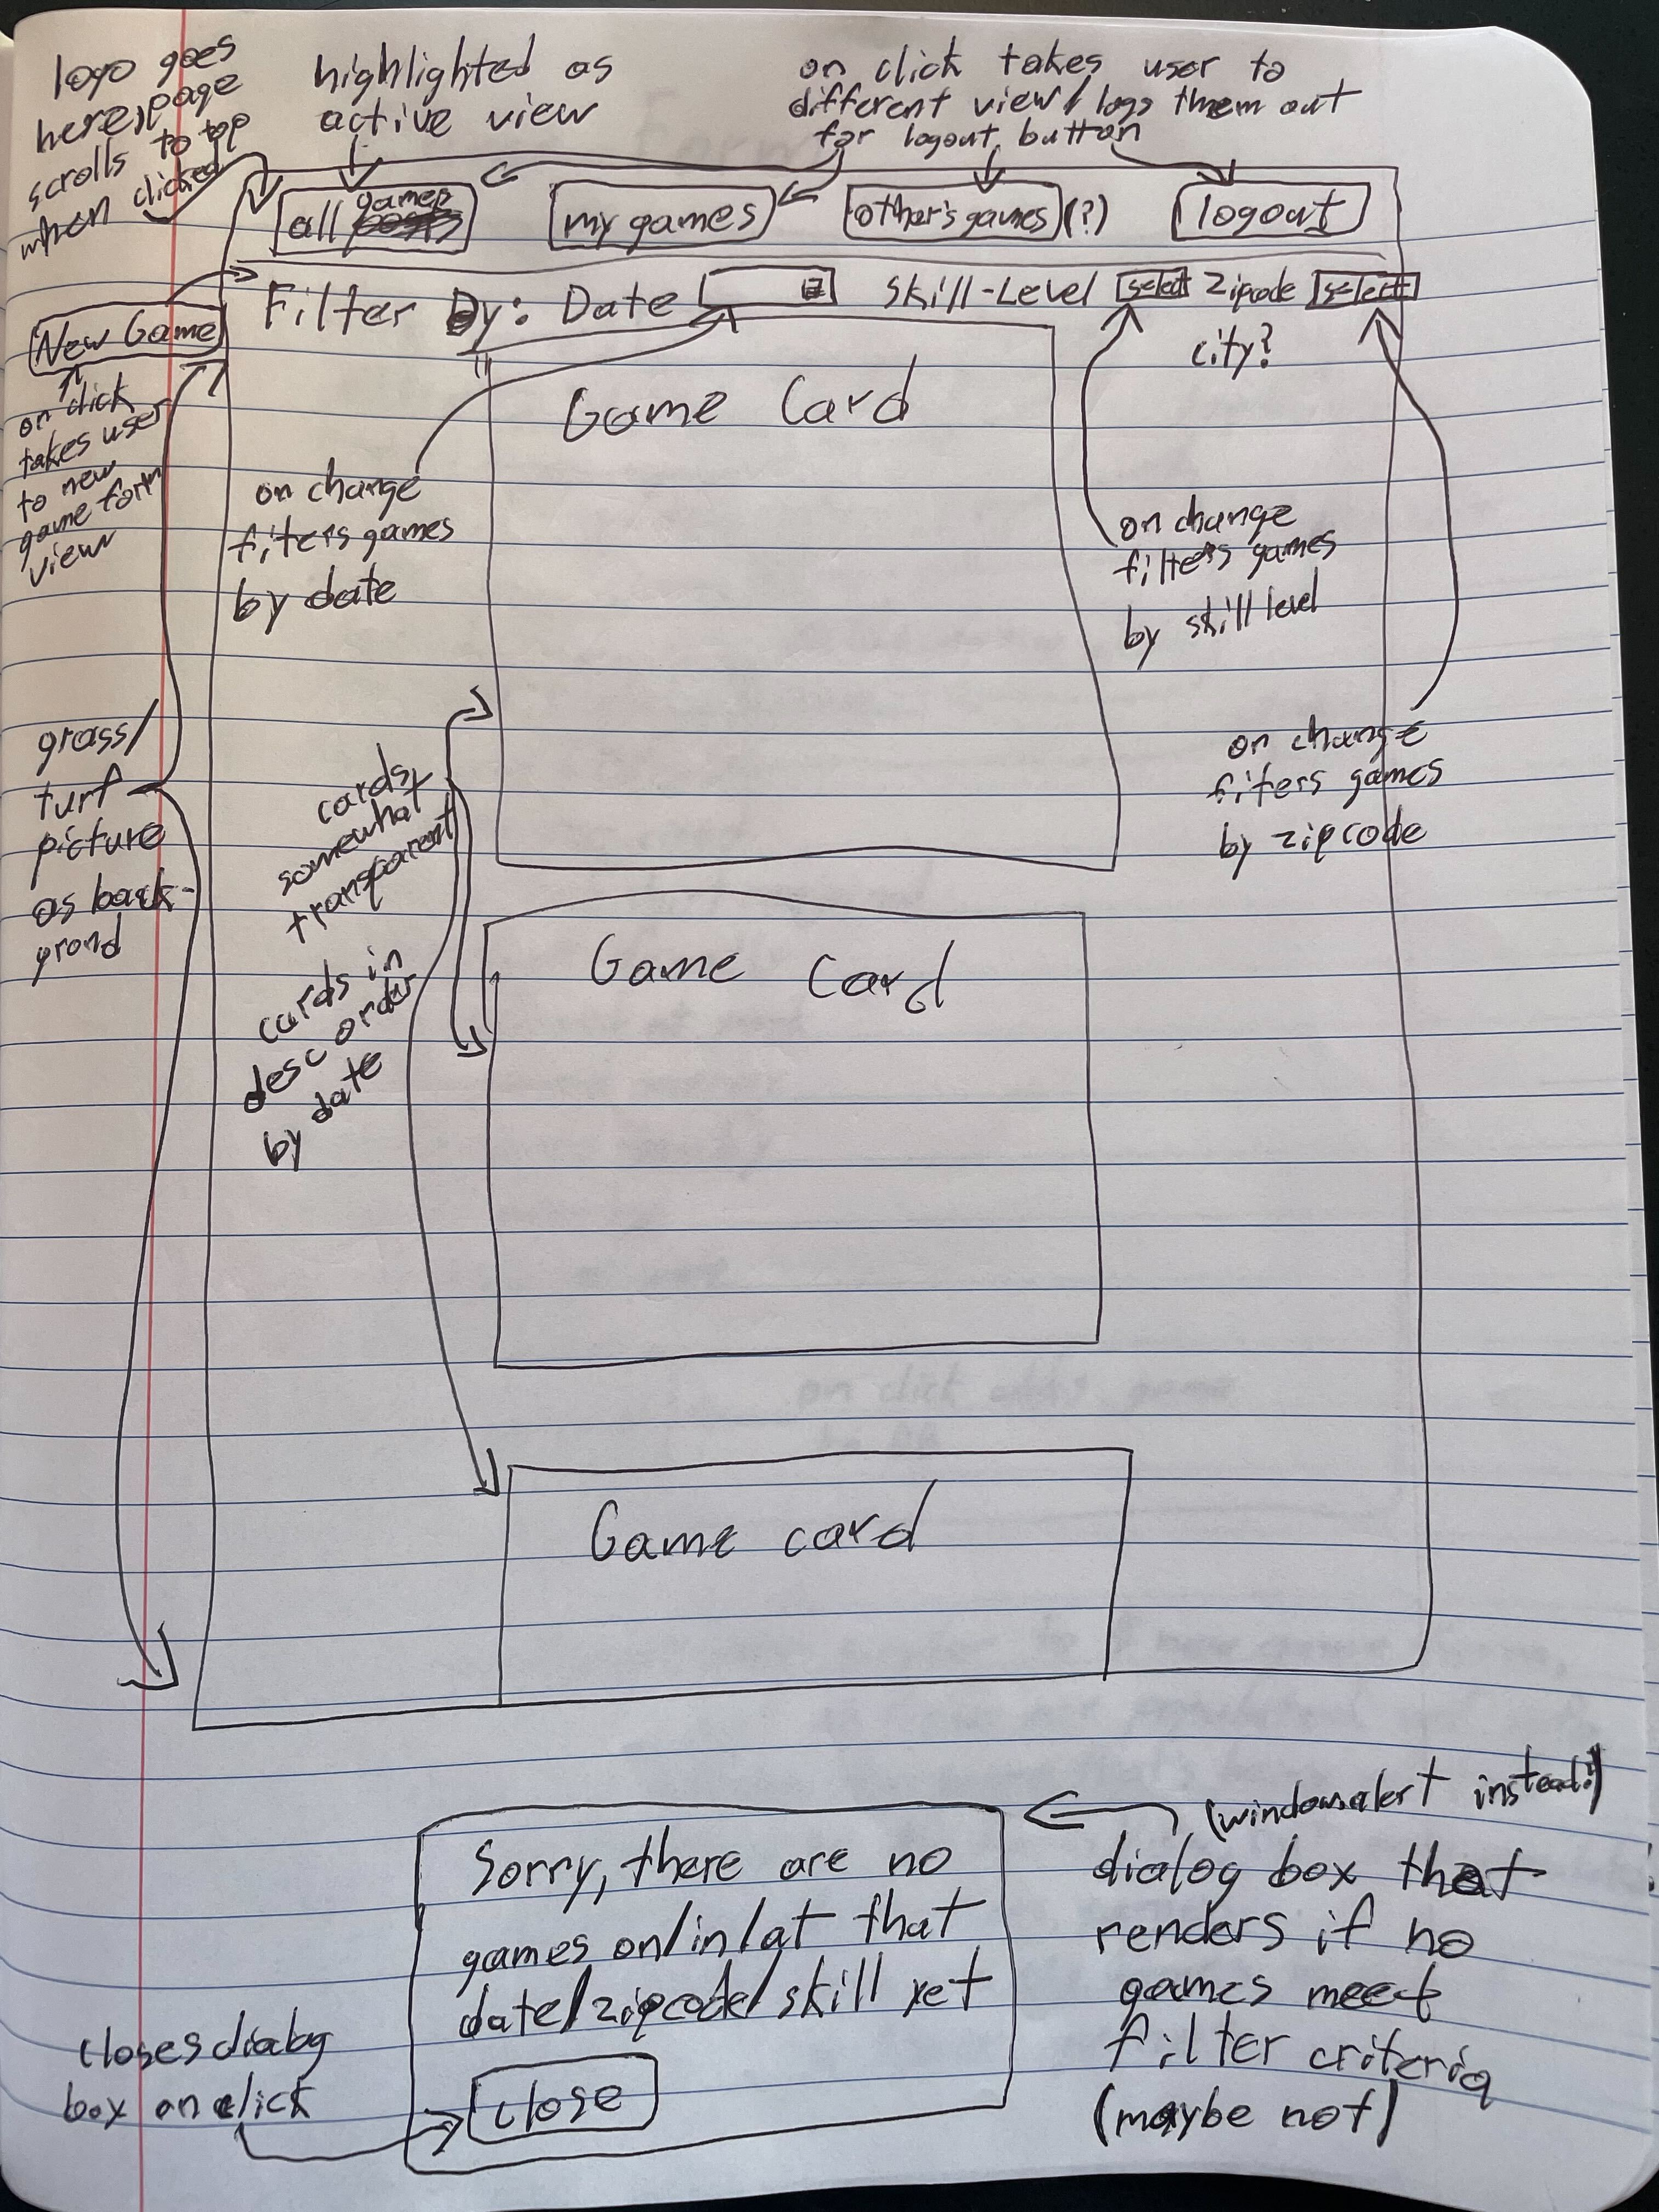 logo goes
here, page
scrolls to top
when clicked
highlighted as
active view
on click takes user to
different view/logs them out
for logout button
all games
my games
other's games (?)
logout
New Game
Filter By: Date
Skill-Level select Zipcode select
city?
on click
takes user
to new
game form
view
Game Card
on change
filters games
by date
on change
filters games
by skill level
on change
filters games
by zipcode
grass/
turf
picture
as back-
grond
cards
somewhat
transparent
cards in
desc order
by date
Game Card
Game card
Sorry, there are no
games on/in/at that
date/zipcode/skill yet
close
closes dialog
box on click
(window.alert instead?)
dialog box that
renders if no
games meet
filter criteria
(maybe not)